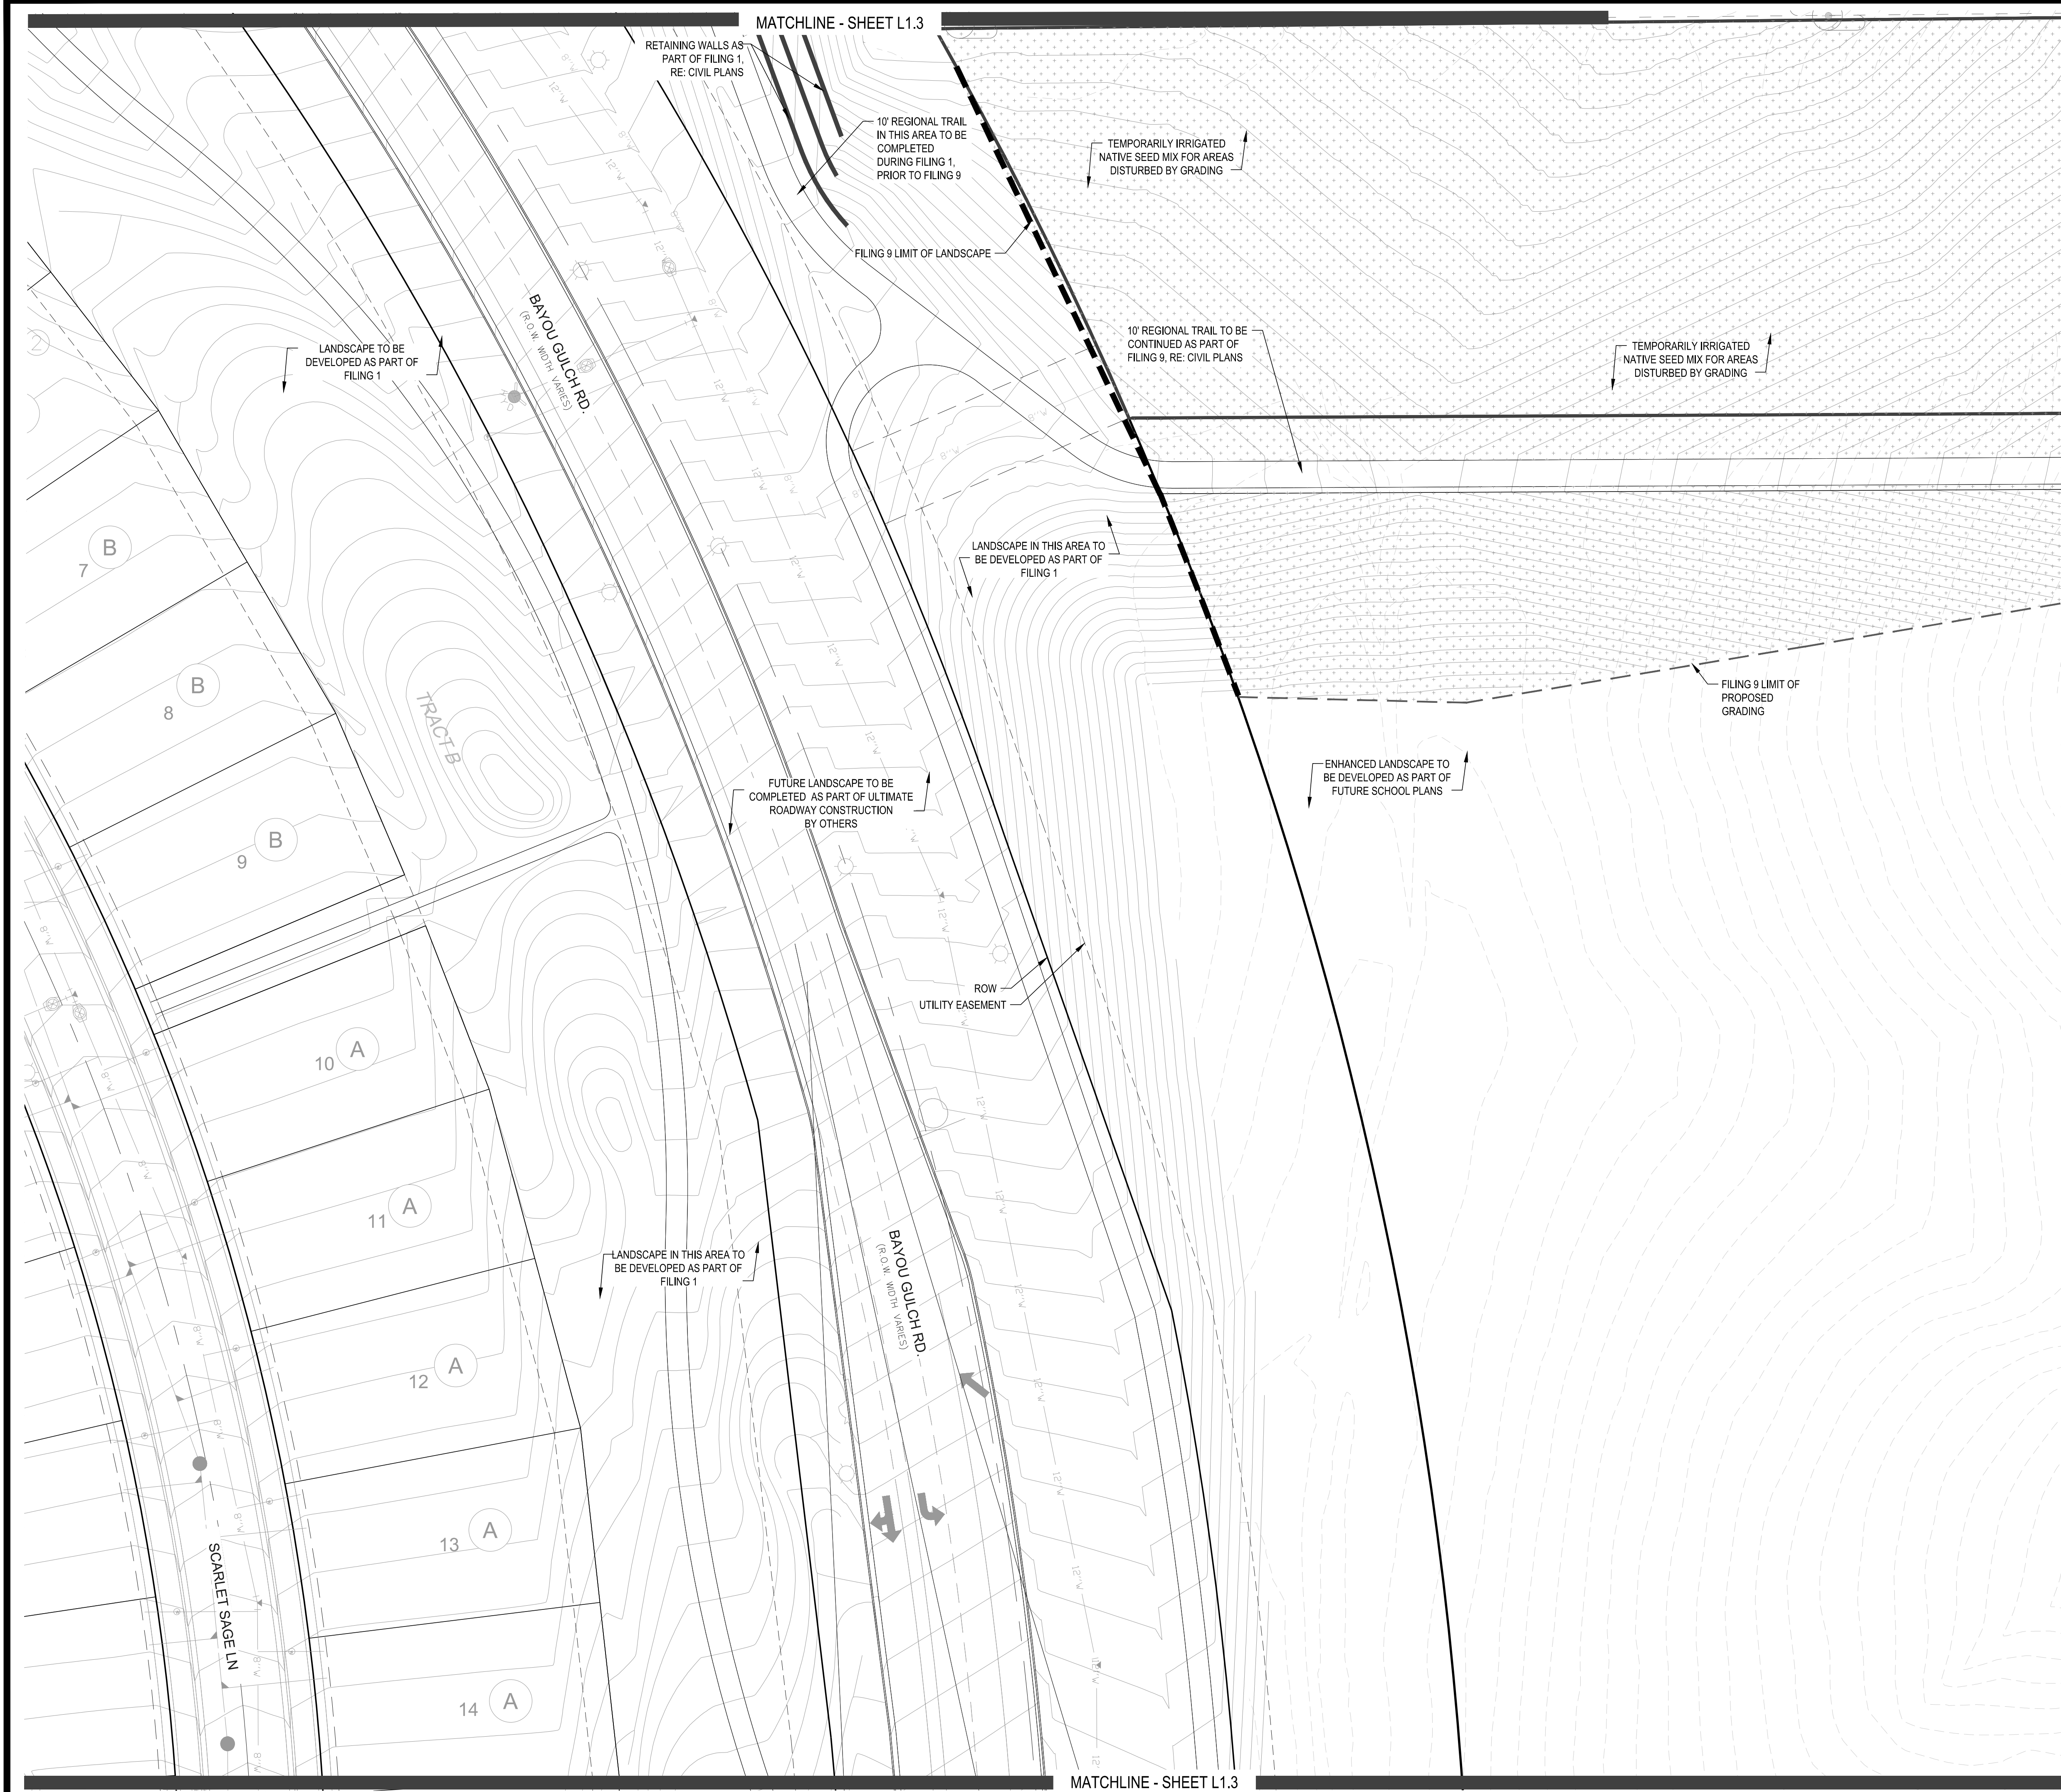 MATCHLINE - SHEET L1.3
RETAINING WALLS AS
PART OF FILING 1,
RE: CIVIL PLANS
10' REGIONAL TRAIL
IN THIS AREA TO BE
COMPLETED
DURING FILING 1,
PRIOR TO FILING 9
TEMPORARILY IRRIGATED
NATIVE SEED MIX FOR AREAS
DISTURBED BY GRADING
FILING 9 LIMIT OF LANDSCAPE
BAYOU GULCH RD.
(R.O.W. WIDTH VARIES)
10' REGIONAL TRAIL TO BE
CONTINUED AS PART OF
FILING 9, RE: CIVIL PLANS
TEMPORARILY IRRIGATED
NATIVE SEED MIX FOR AREAS
DISTURBED BY GRADING
LANDSCAPE TO BE
DEVELOPED AS PART OF
FILING 1
2
7 B
LANDSCAPE IN THIS AREA TO
BE DEVELOPED AS PART OF
FILING 1
8 B
TRACT B
FILING 9 LIMIT OF
PROPOSED
GRADING
FUTURE LANDSCAPE TO BE
COMPLETED AS PART OF ULTIMATE
ROADWAY CONSTRUCTION
BY OTHERS
ENHANCED LANDSCAPE TO
BE DEVELOPED AS PART OF
FUTURE SCHOOL PLANS
9 B
ROW
UTILITY EASEMENT
10 A
11 A
LANDSCAPE IN THIS AREA TO
BE DEVELOPED AS PART OF
FILING 1
BAYOU GULCH RD.
(R.O.W. WIDTH VARIES)
12 A
13 A
SCARLET SAGE LN
14 A
8"W
12"W
MATCHLINE - SHEET L1.3